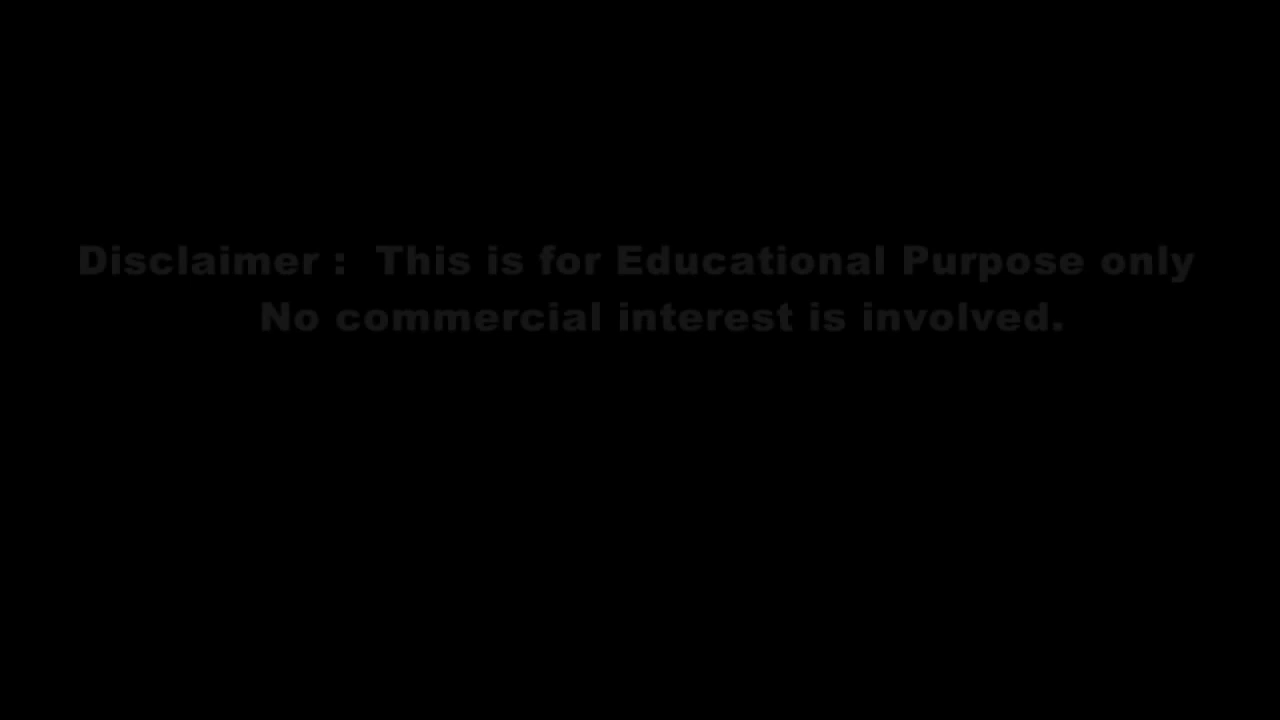 Disclaimer :  This is for Educational Purpose only
No commercial interest is involved.